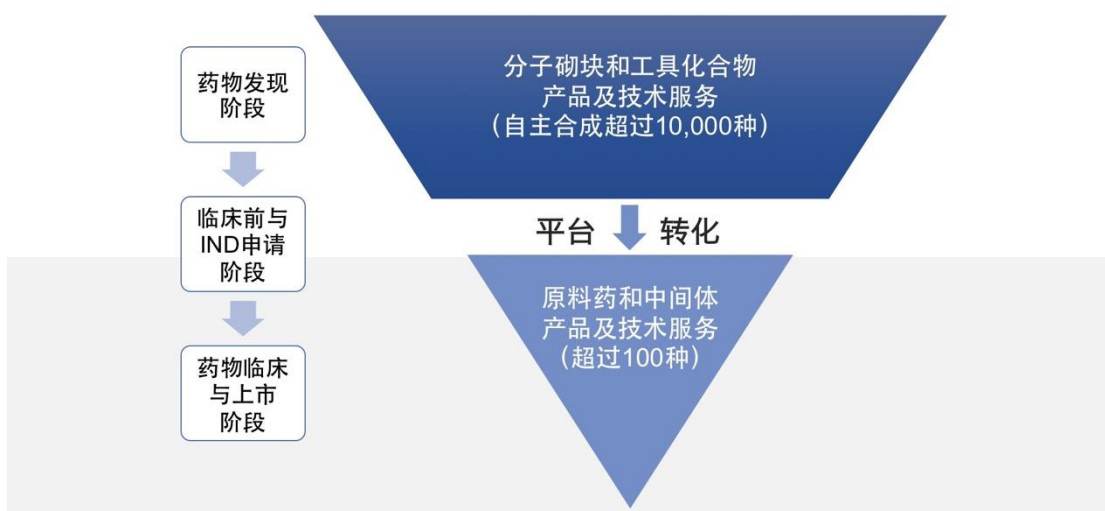 药物发现
阶段
临床前与
IND申请
阶段
药物临床
与上市
阶段
分子砌块和工具化合物
产品及技术服务
（自主合成超过10,000种）
平台 转化
原料药和中间体
产品及技术服务
（超过100种）